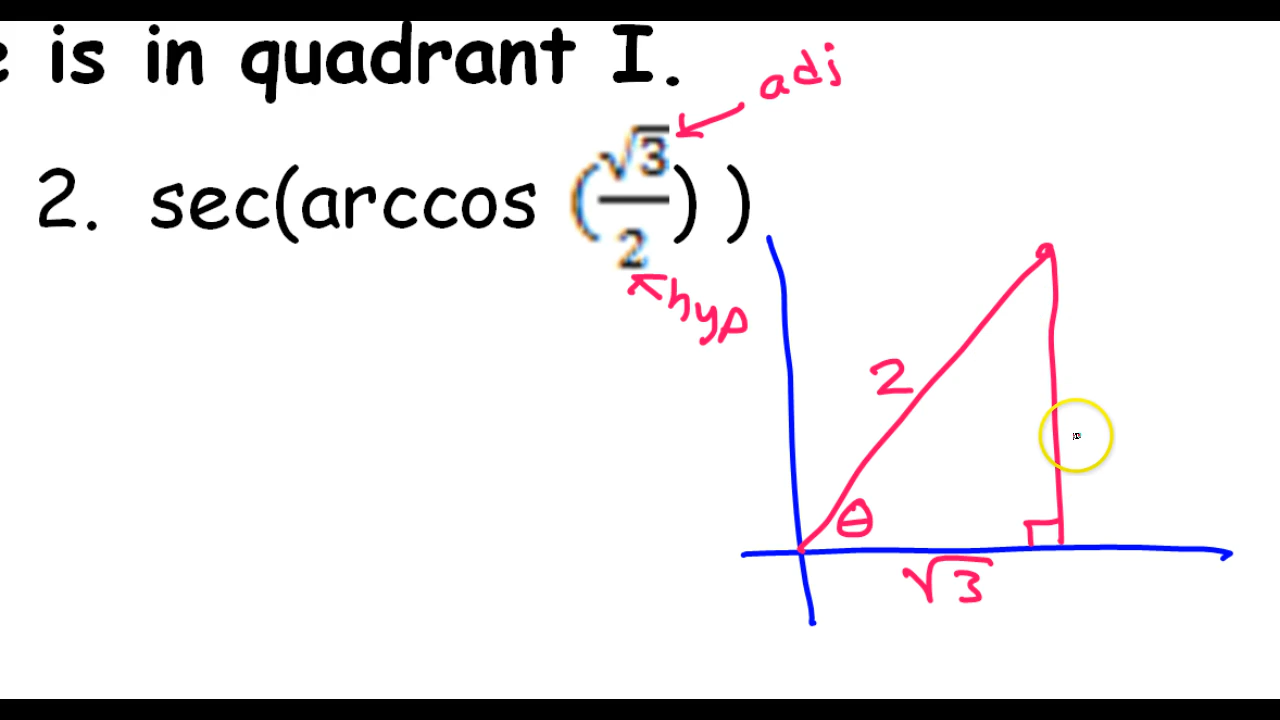 e is in quadrant I.
adj
2. sec(arccos (√3/2) )
hyp
2
θ
√3